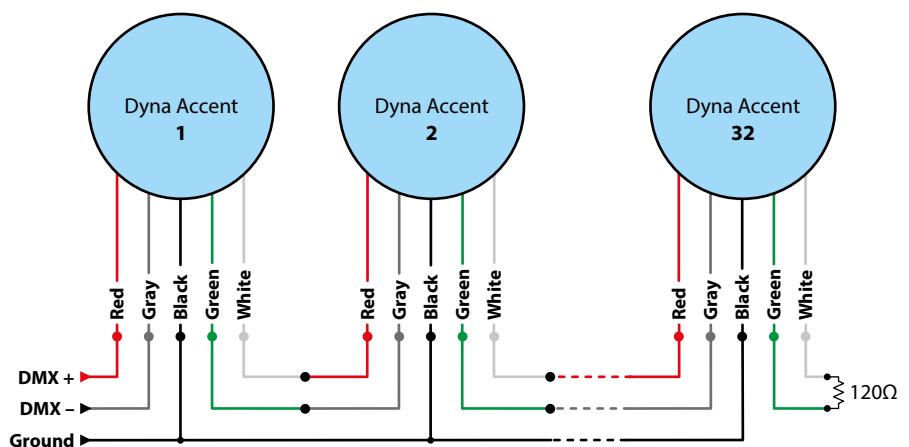 Dyna Accent
1
Dyna Accent
2
Dyna Accent
32
Red
Gray
Black
Green
White
Red
Gray
Black
Green
White
Red
Gray
Black
Green
White
DMX +
120Ω
DMX –
Ground